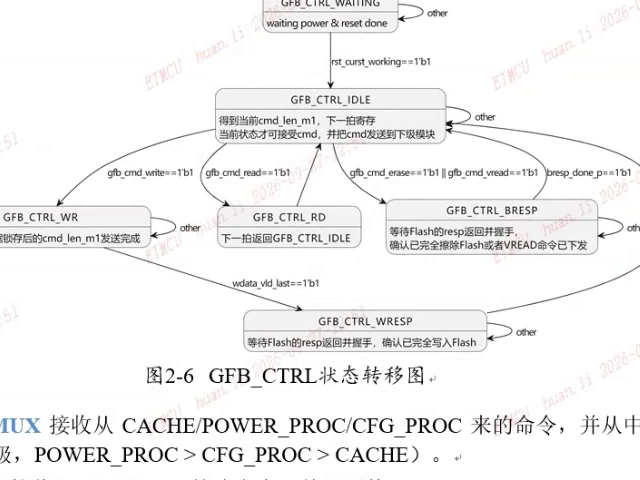 GFB_CTRL_WAITING
waiting power & reset done
other
rst_curst_working==1'b1
GFB_CTRL_IDLE
得到当前cmd_len_m1，下一拍寄存
当前状态才可接受cmd，并把cmd发送到下级模块
other
gfb_cmd_write==1'b1
gfb_cmd_read==1'b1
gfb_cmd_erase==1'b1 || gfb_cmd_vread==1'b1
bresp_done_p==1'b1
GFB_CTRL_WR
锁存后的cmd_len_m1发送完成
other
GFB_CTRL_RD
下一拍返回GFB_CTRL_IDLE
GFB_CTRL_BRESP
等待Flash的resp返回并握手，
确认已完全擦除Flash或者VREAD命令已下发
wdata_vld_last==1'b1
GFB_CTRL_WRESP
等待Flash的resp返回并握手，确认已完全写入Flash
other
图2-6 GFB_CTRL状态转移图
MUX 接收从 CACHE/POWER_PROC/CFG_PROC 来的命令，并从中
级，POWER_PROC > CFG_PROC > CACHE）。